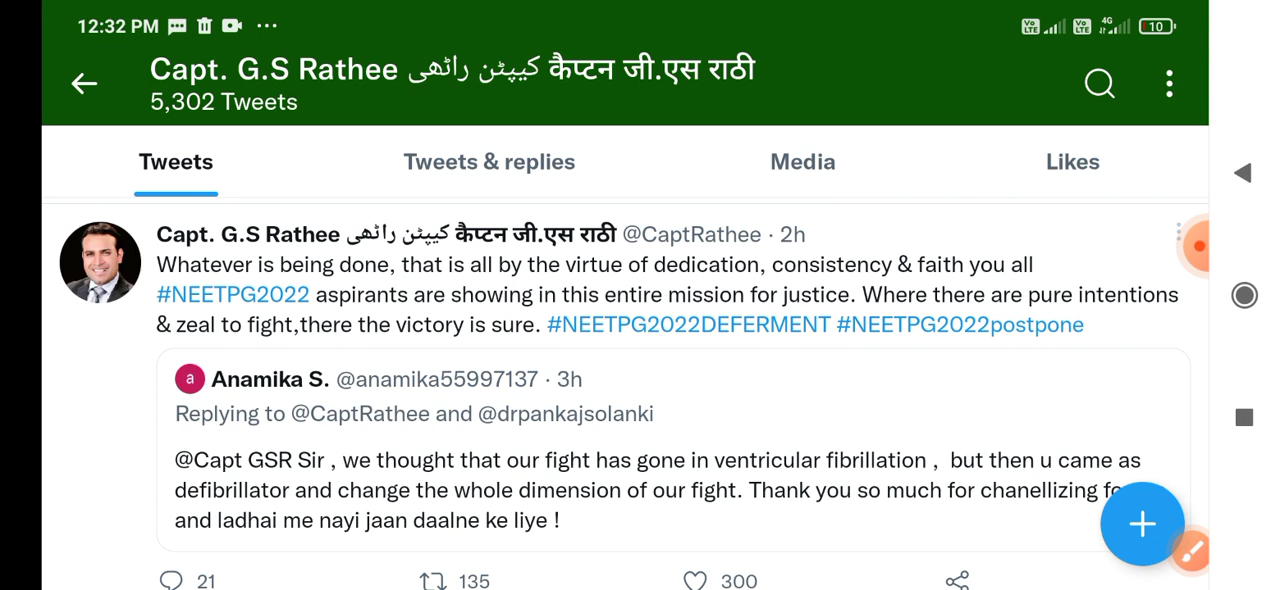 12:32 PM
Vo LTE Vo LTE 4G 10
Capt. G.S Rathee کیپٹن راٹھی कैप्टन जी.एस राठी
5,302 Tweets
Tweets Tweets & replies Media Likes
Capt. G.S Rathee کیپٹن راٹھی कैप्टन जी.एस राठी @CaptRathee · 2h
Whatever is being done, that is all by the virtue of dedication, consistency & faith you all
#NEETPG2022 aspirants are showing in this entire mission for justice. Where there are pure intentions
& zeal to fight,there the victory is sure. #NEETPG2022DEFERMENT #NEETPG2022postpone
a Anamika S. @anamika55997137 · 3h
Replying to @CaptRathee and @drpankajsolanki
@Capt GSR Sir , we thought that our fight has gone in ventricular fibrillation , but then u came as
defibrillator and change the whole dimension of our fight. Thank you so much for chanellizing
and ladhai me nayi jaan daalne ke liye !
21 135 300